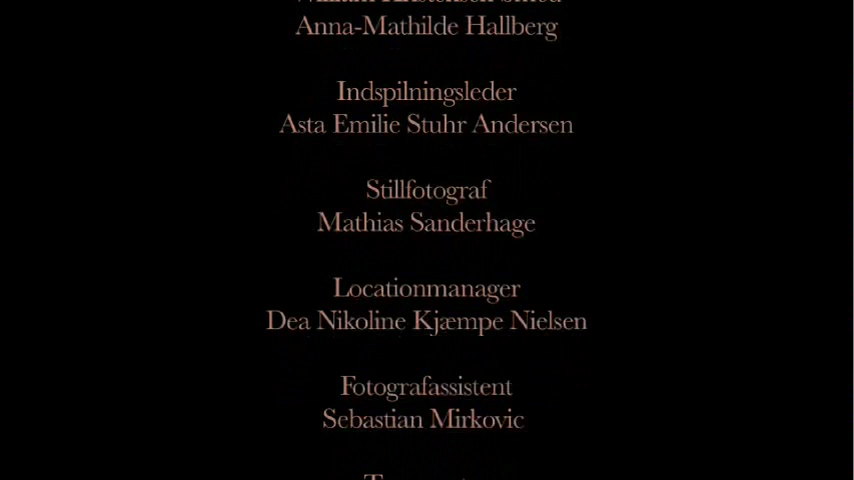 Anna-Mathilde Hallberg
Indspilningsleder
Asta Emilie Stuhr Andersen
Stillfotograf
Mathias Sanderhage
Locationmanager
Dea Nikoline Kjæmpe Nielsen
Fotografassistent
Sebastian Mirkovic